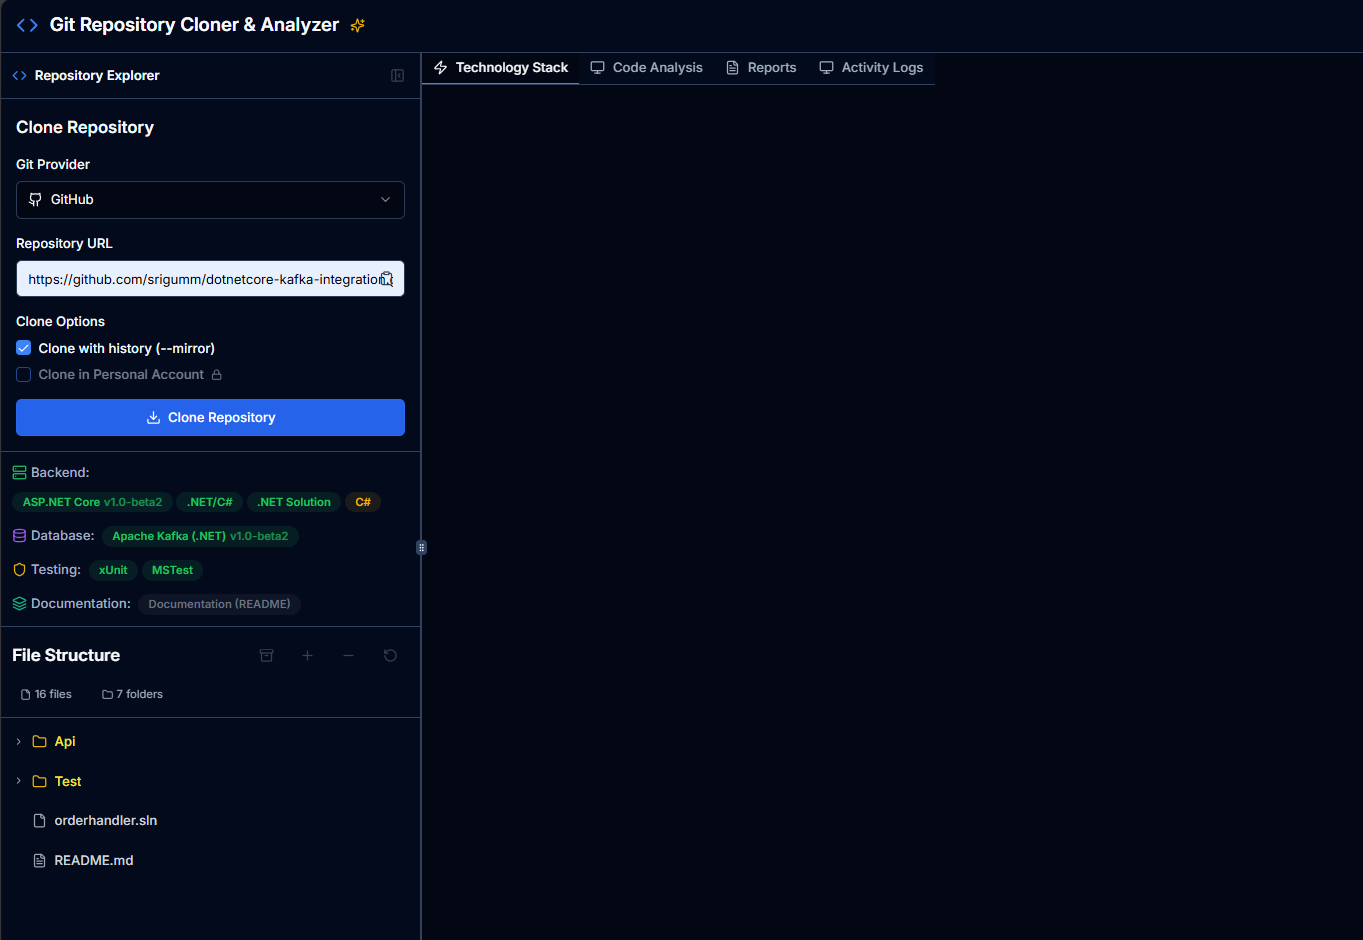 Git Repository Cloner & Analyzer
Repository Explorer
Technology Stack
Code Analysis
Reports
Activity Logs
Clone Repository
Git Provider
GitHub
Repository URL
https://github.com/srigumm/dotnetcore-kafka-integration
Clone Options
Clone with history (--mirror)
Clone in Personal Account
Clone Repository
Backend:
ASP.NET Core v1.0-beta2 .NET/C# .NET Solution C#
Database: Apache Kafka (.NET) v1.0-beta2
Testing: xUnit MSTest
Documentation: Documentation (README)
File Structure
16 files 7 folders
Api
Test
orderhandler.sln
README.md